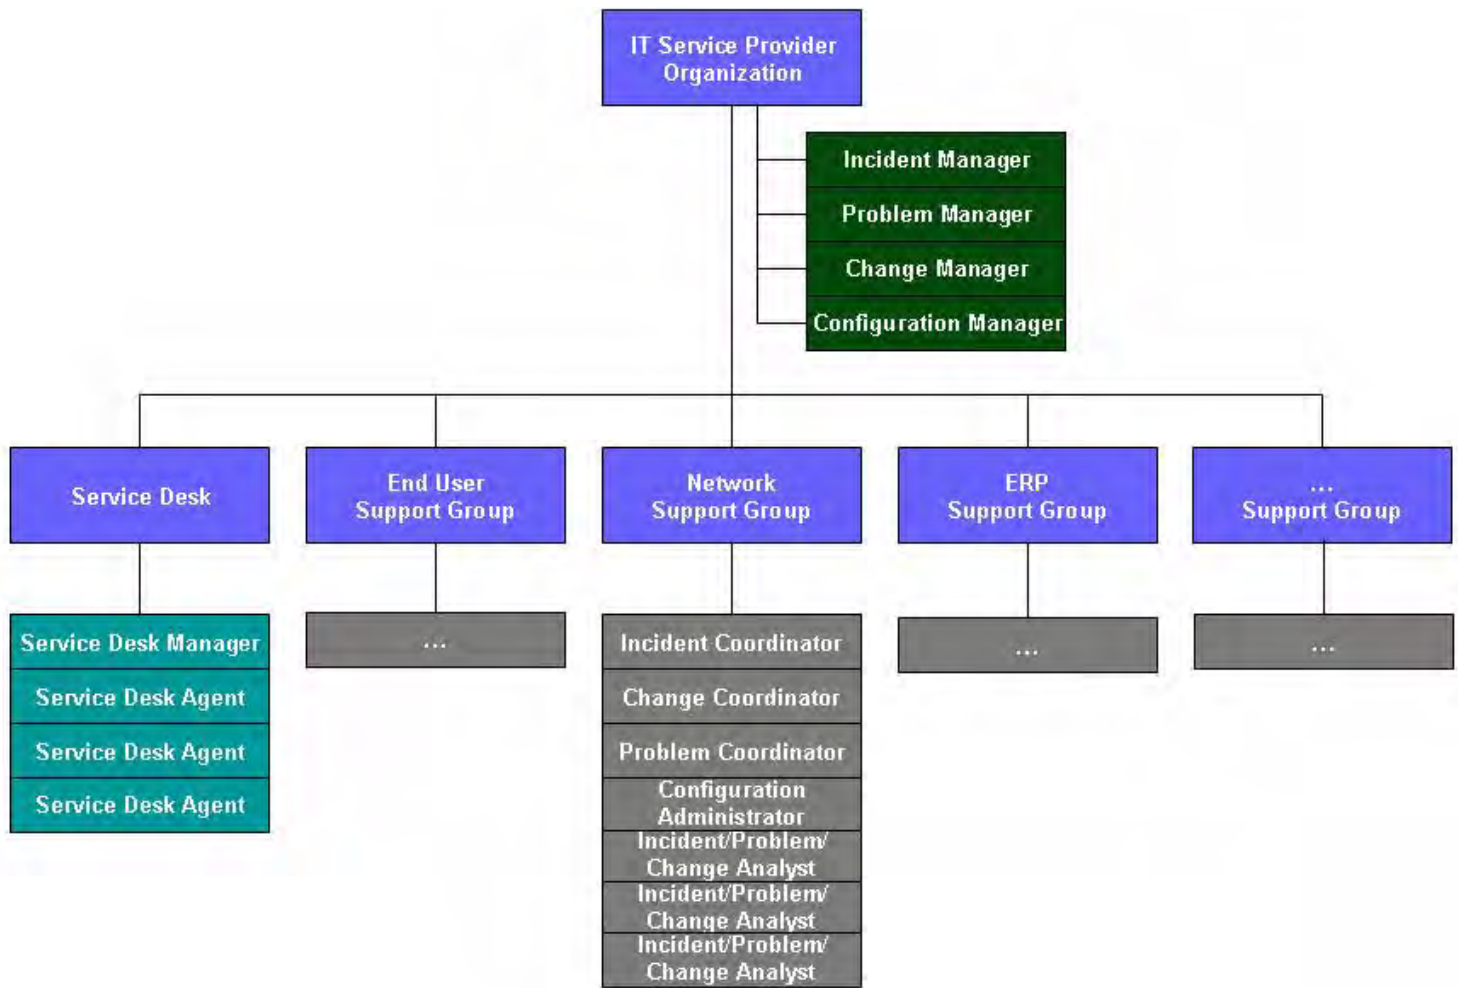 IT Service Provider
Organization
Incident Manager
Problem Manager
Change Manager
Configuration Manager
Service Desk
End User
Support Group
Network
Support Group
ERP
Support Group
...
Support Group
Service Desk Manager
Service Desk Agent
Service Desk Agent
Service Desk Agent
...
Incident Coordinator
Change Coordinator
Problem Coordinator
Configuration
Administrator
Incident/Problem/
Change Analyst
Incident/Problem/
Change Analyst
Incident/Problem/
Change Analyst
...
...